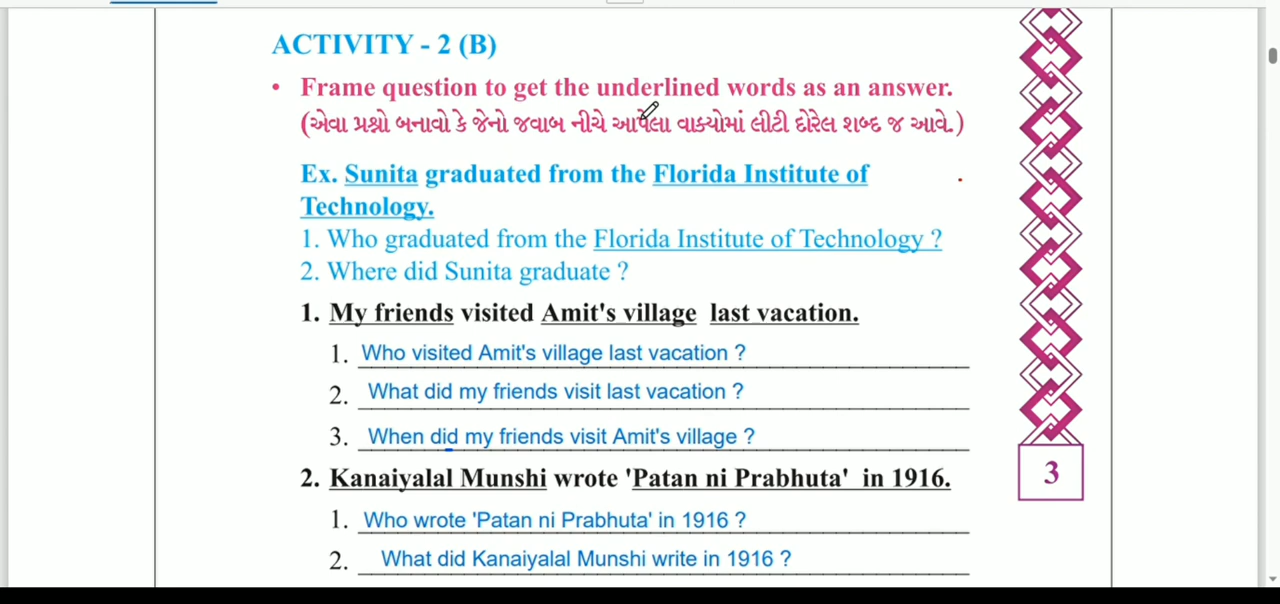 ACTIVITY - 2 (B)
• Frame question to get the underlined words as an answer.
(એવા પ્રશ્નો બનાવો કે જેનો જવાબ નીચે આપેલા વાક્યોમાં લીટી દોરેલ શબ્દ જ આવે.)
Ex. Sunita graduated from the Florida Institute of
Technology.
1. Who graduated from the Florida Institute of Technology ?
2. Where did Sunita graduate ?
1. My friends visited Amit's village last vacation.
1. Who visited Amit's village last vacation ?
2. What did my friends visit last vacation ?
3. When did my friends visit Amit's village ?
3
2. Kanaiyalal Munshi wrote 'Patan ni Prabhuta' in 1916.
1. Who wrote 'Patan ni Prabhuta' in 1916 ?
2. What did Kanaiyalal Munshi write in 1916 ?